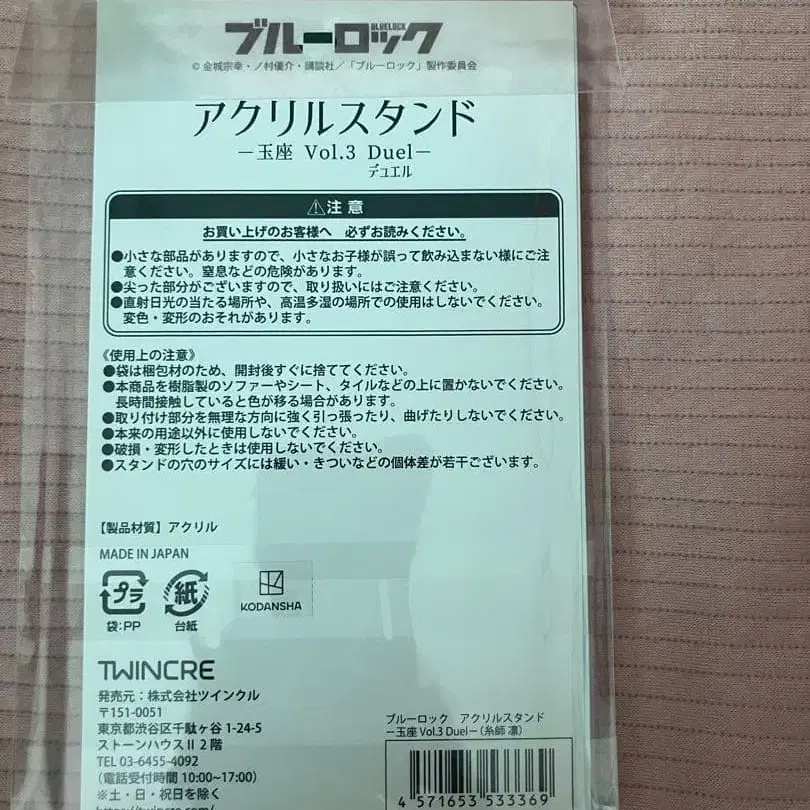 ブルーロック
BLUELOCK
© 金城宗幸・ノ村優介・講談社／「ブルーロック」製作委員会
アクリルスタンド
－玉座 Vol.3 Duel－
デュエル
⚠注 意
お買い上げのお客様へ 必ずお読みください。
●小さな部品がありますので、小さなお子様が誤って飲み込まない様にご注
意ください。窒息などの危険があります。
●尖った部分がございますので、取り扱いにはご注意ください。
●直射日光の当たる場所や、高温多湿の場所での使用はしないでください。
変色・変形のおそれがあります。
《使用上の注意》
●袋は梱包材のため、開封後すぐに捨ててください。
●本商品を樹脂製のソファーやシート、タイルなどの上に置かないでください。
長時間接触していると色が移る場合があります。
●取り付け部分を無理な方向に強く引っ張ったり、曲げたりしないでください。
●本来の用途以外に使用しないでください。
●破損・変形したときは使用しないでください。
●スタンドの穴のサイズには緩い・きついなどの個体差が若干ございます。
【製品材質】アクリル
MADE IN JAPAN
プラ
紙
袋:PP
台紙
KODANSHA
TWINCRE
発売元：株式会社ツインクル
〒151-0051
東京都渋谷区千駄ヶ谷 1-24-5
ストーンハウスⅡ２階
TEL 03-6455-4092
（電話受付時間 10:00~17:00）
※土・日・祝日を除く
https://twincre.com/
ブルーロック アクリルスタンド
－玉座 Vol.3 Duel－（糸師 凛）
4 571653 533369